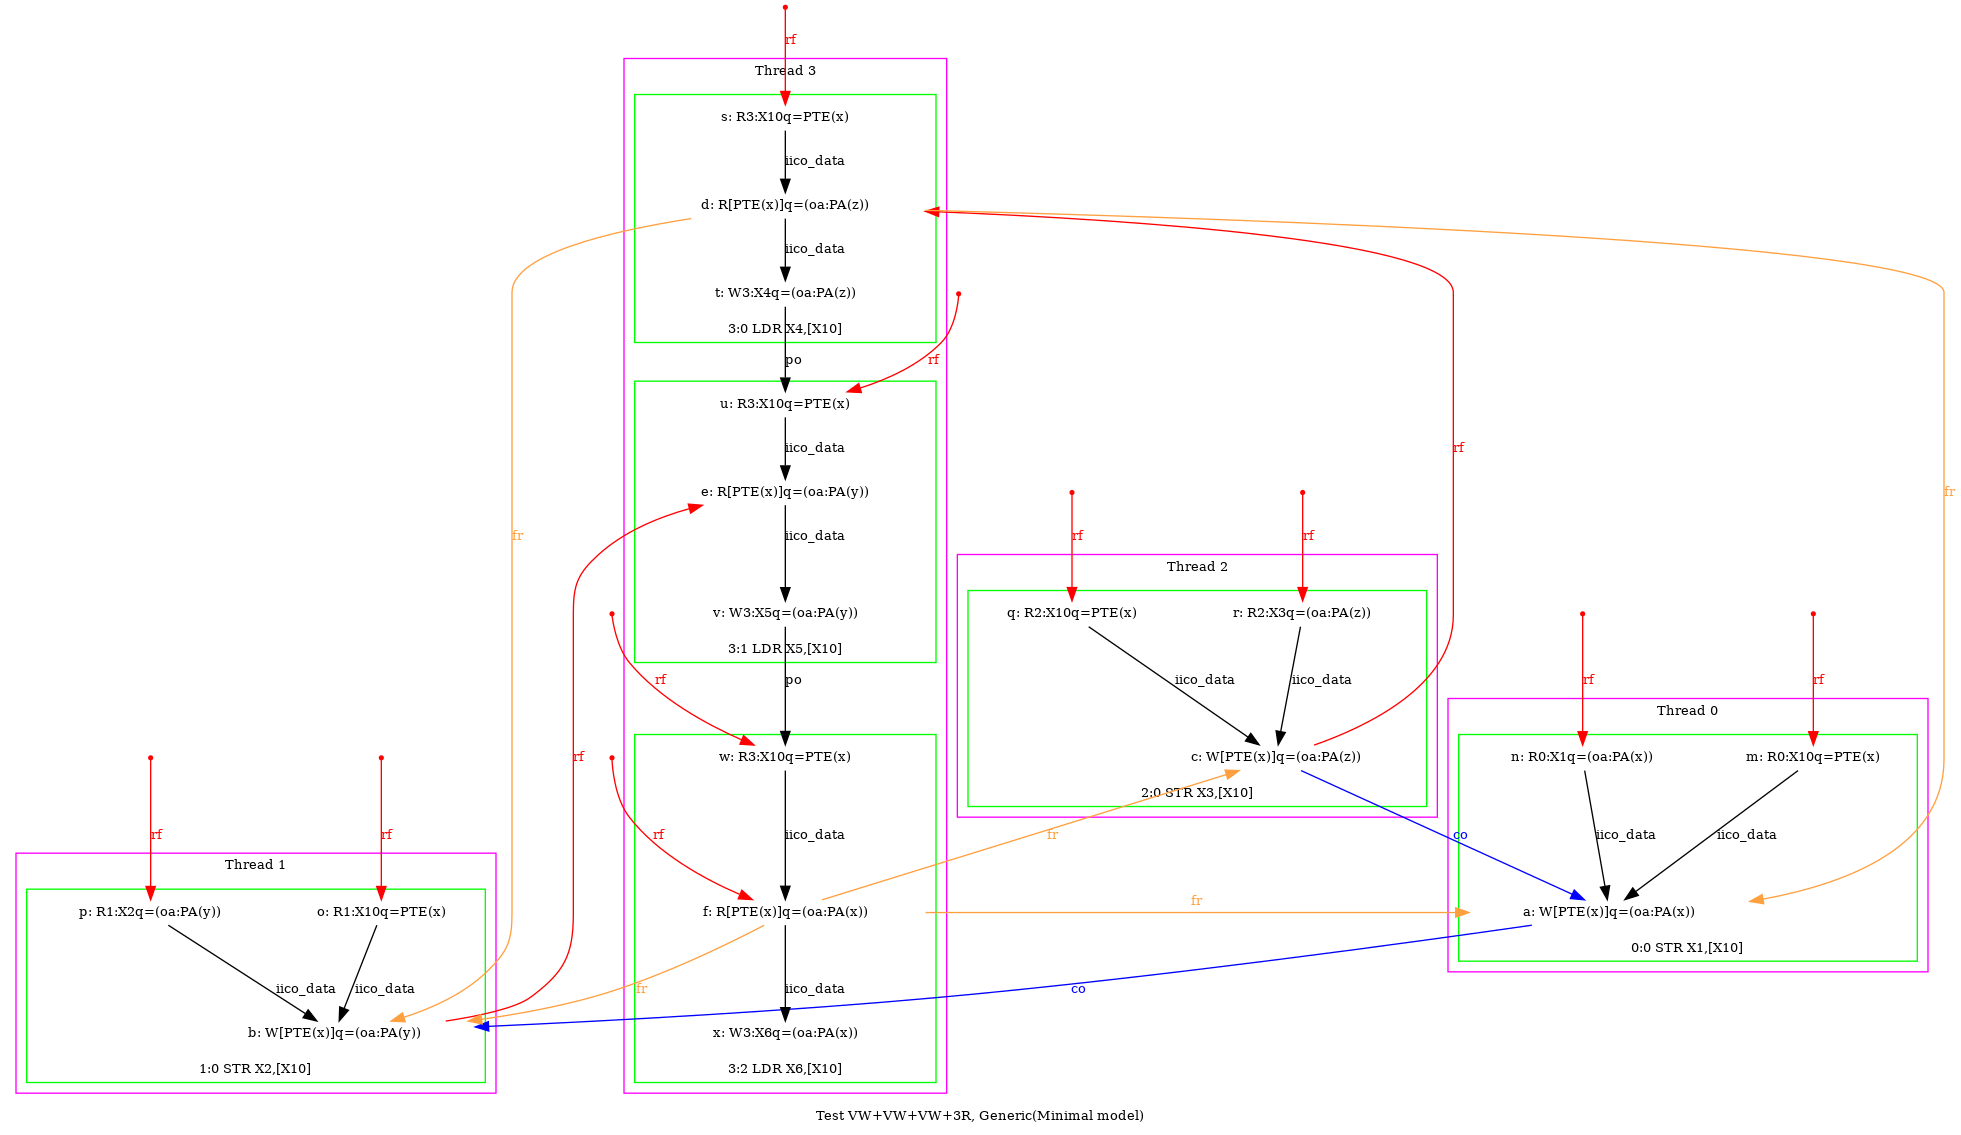 rf
Thread 3
s: R3:X10q=PTE(x)
iico_data
d: R[PTE(x)]q=(oa:PA(z))
iico_data
t: W3:X4q=(oa:PA(z))
3:0 LDR X4,[X10]
po
rf
u: R3:X10q=PTE(x)
iico_data
rf
e: R[PTE(x)]q=(oa:PA(y))
fr
fr
iico_data
rf
rf
Thread 2
v: W3:X5q=(oa:PA(y))
q: R2:X10q=PTE(x)
r: R2:X3q=(oa:PA(z))
3:1 LDR X5,[X10]
rf
po
iico_data
iico_data
rf
rf
Thread 0
rf
w: R3:X10q=PTE(x)
c: W[PTE(x)]q=(oa:PA(z))
n: R0:X1q=(oa:PA(x))
m: R0:X10q=PTE(x)
2:0 STR X3,[X10]
rf
rf
rf
iico_data
fr
co
iico_data
iico_data
Thread 1
fr
p: R1:X2q=(oa:PA(y))
o: R1:X10q=PTE(x)
f: R[PTE(x)]q=(oa:PA(x))
a: W[PTE(x)]q=(oa:PA(x))
0:0 STR X1,[X10]
iico_data
iico_data
fr
iico_data
co
b: W[PTE(x)]q=(oa:PA(y))
x: W3:X6q=(oa:PA(x))
1:0 STR X2,[X10]
3:2 LDR X6,[X10]
Test VW+VW+VW+3R, Generic(Minimal model)